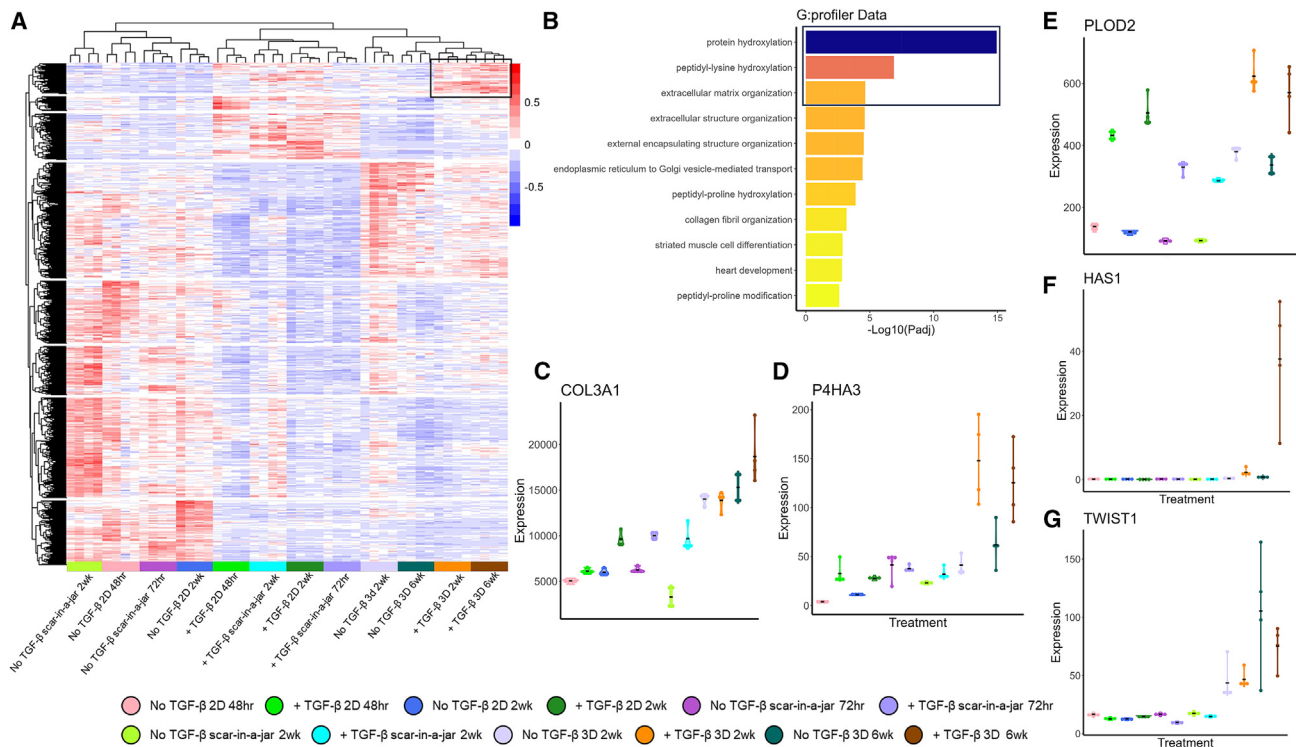 A
0.5
0
-0.5
No TGF-β scar-in-a-jar 2wk
No TGF-β 2D 48hr
No TGF-β scar-in-a-jar 72hr
No TGF-β 2D 2wk
+ TGF-β 2D 48hr
+ TGF-β scar-in-a-jar 2wk
+ TGF-β 2D 2wk
+ TGF-β scar-in-a-jar 72hr
No TGF-β 3d 2wk
No TGF-β 3D 6wk
+ TGF-β 3D 2wk
+ TGF-β 3D 6wk
B
G:profiler Data
protein hydroxylation
peptidyl-lysine hydroxylation
extracellular matrix organization
extracellular structure organization
external encapsulating structure organization
endoplasmic reticulum to Golgi vesicle-mediated transport
peptidyl-proline hydroxylation
collagen fibril organization
striated muscle cell differentiation
heart development
peptidyl-proline modification
0 5 10 15
-Log10(Padj)
C
COL3A1
Expression
20000
15000
10000
5000
D
P4HA3
Expression
200
150
100
50
0
Treatment
E
PLOD2
Expression
600
400
200
F
HAS1
Expression
40
20
0
Treatment
G
TWIST1
Expression
150
100
50
0
No TGF-β 2D 48hr + TGF-β 2D 48hr No TGF-β 2D 2wk + TGF-β 2D 2wk No TGF-β scar-in-a-jar 72hr + TGF-β scar-in-a-jar 72hr
No TGF-β scar-in-a-jar 2wk + TGF-β scar-in-a-jar 2wk No TGF-β 3D 2wk + TGF-β 3D 2wk No TGF-β 3D 6wk + TGF-β 3D 6wk